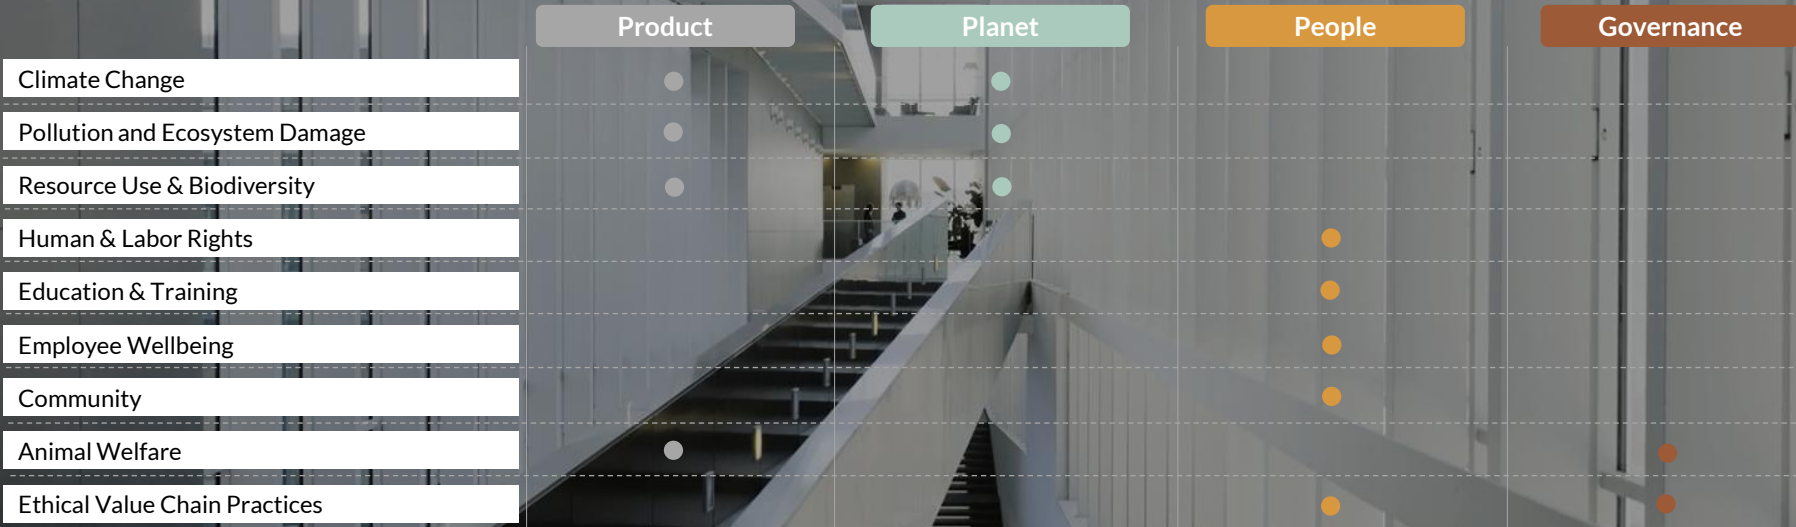 Product Planet People Governance
Climate Change
Pollution and Ecosystem Damage
Resource Use & Biodiversity
Human & Labor Rights
Education & Training
Employee Wellbeing
Community
Animal Welfare
Ethical Value Chain Practices